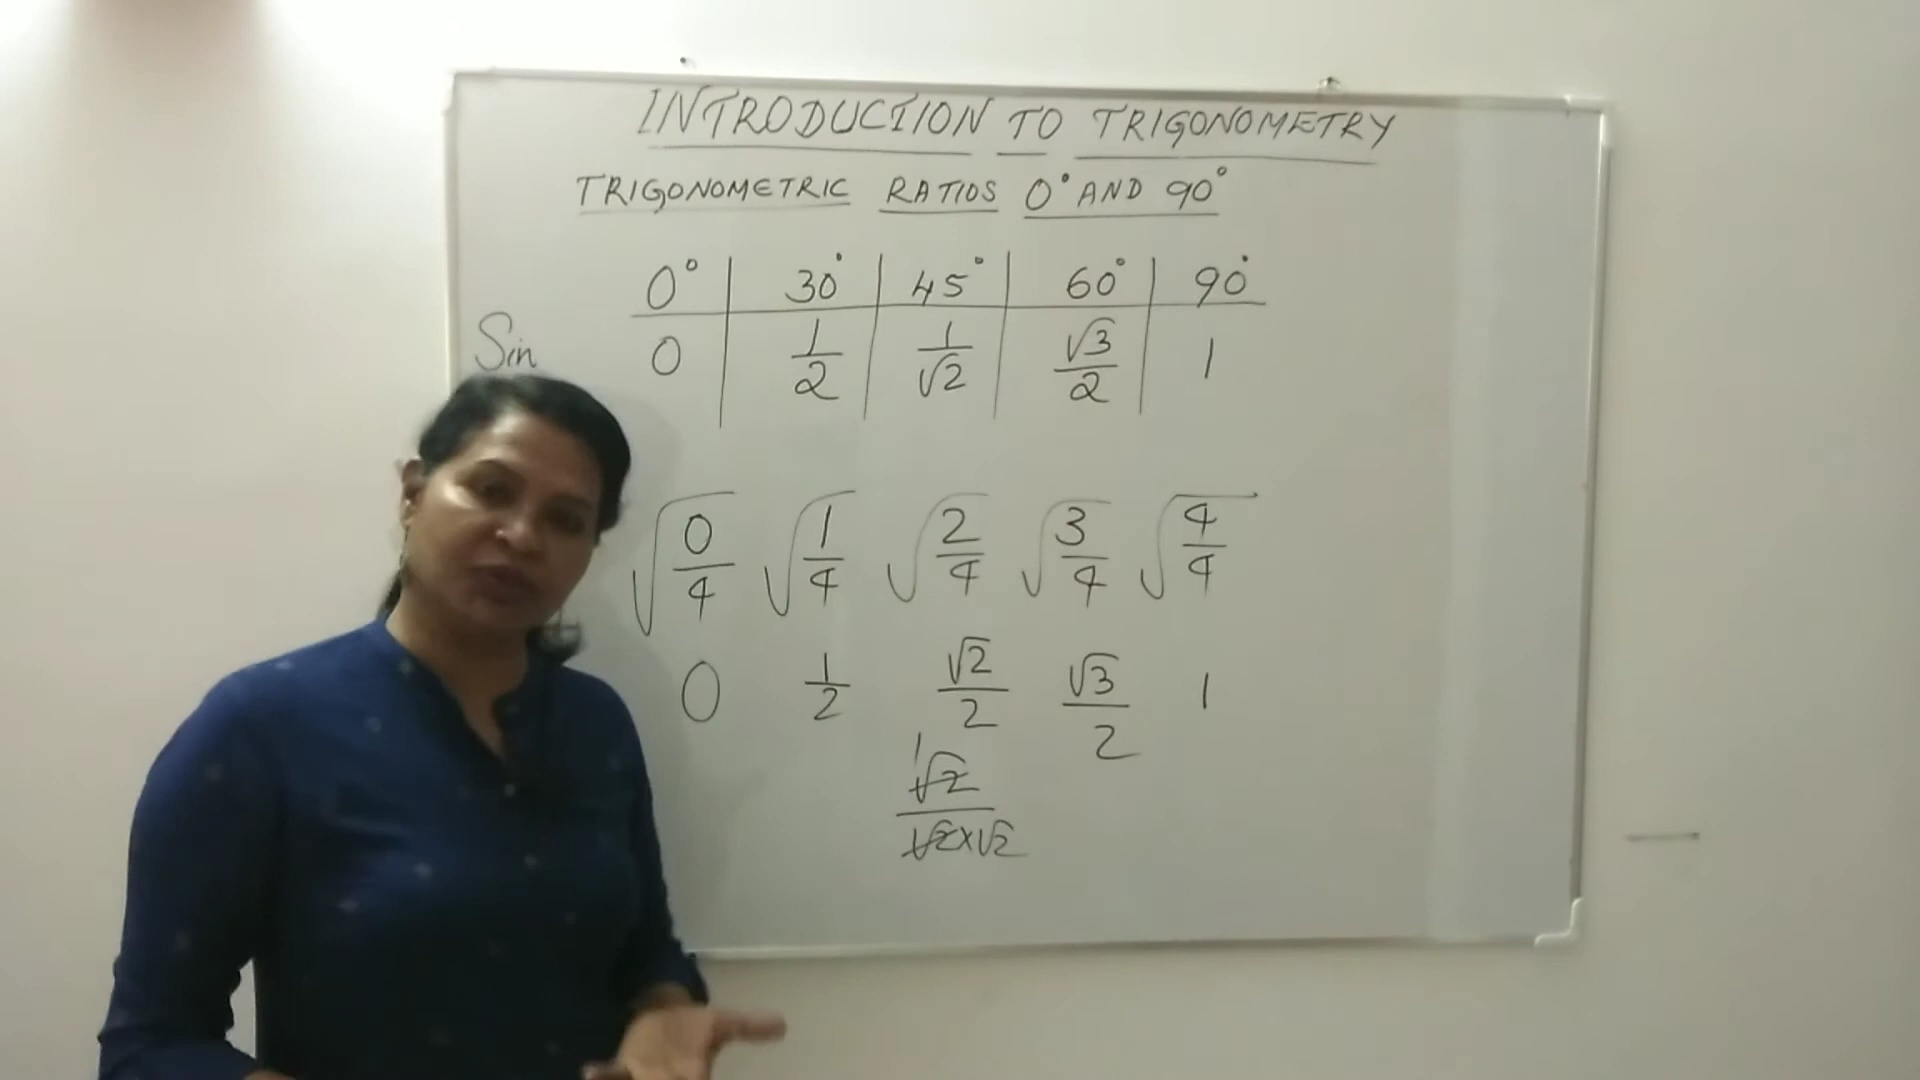 INTRODUCTION TO TRIGONOMETRY
TRIGONOMETRIC RATIOS 0° AND 90°
0° 30° 45° 60° 90°
Sin 0 1/2 1/√2 √3/2 1
√(0/4) √(1/4) √(2/4) √(3/4) √(4/4)
0 1/2 √2/2 √3/2 1
1
√2/(√2×√2)